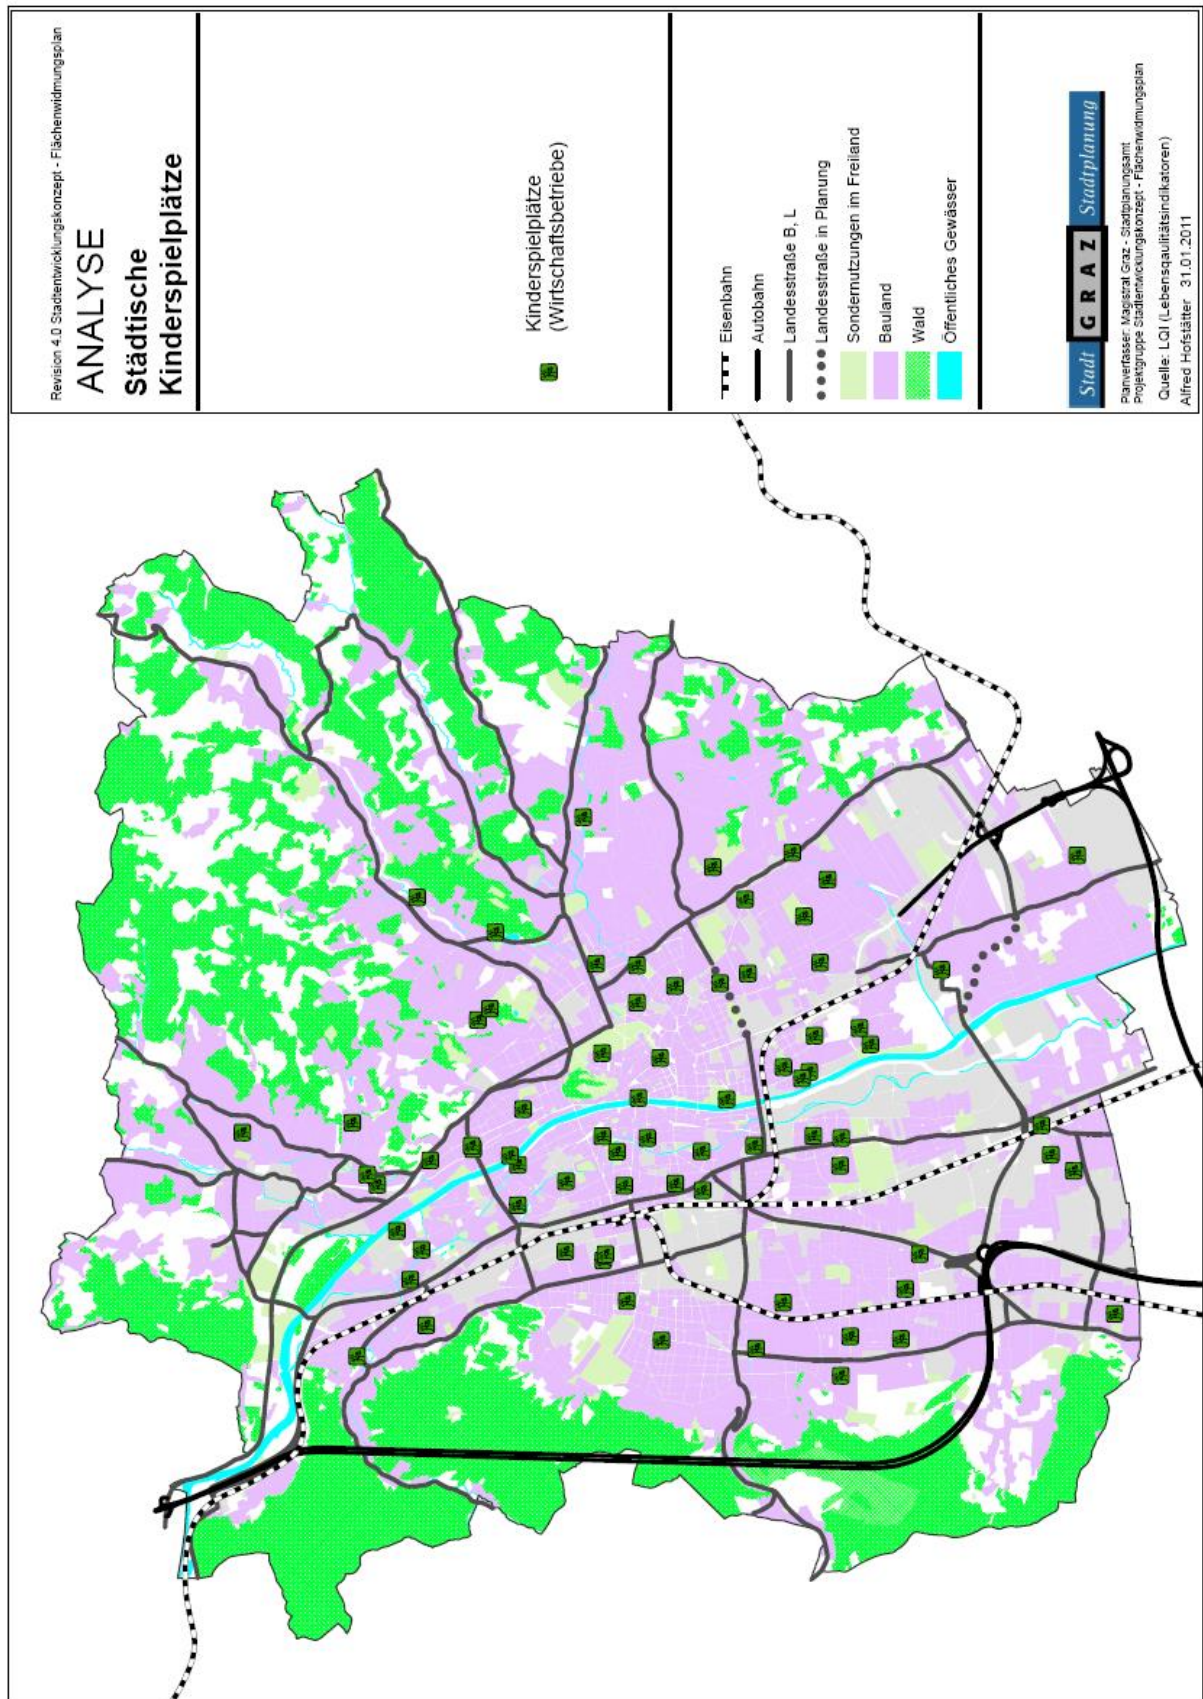 Revision 4.0 Stadtentwicklungskonzept - Flächenwidmungsplan
ANALYSE
Städtische
Kinderspielplätze
Kinderspielplätze
(Wirtschaftsbetriebe)
Eisenbahn
Autobahn
Landesstraße B, L
Landesstraße in Planung
Sondernutzungen im Freiland
Bauland
Wald
Öffentliches Gewässer
Stadt GRAZ Stadtplanung
Planverfasser: Magistrat Graz - Stadtplanungsamt
Projektgruppe Stadtentwicklungskonzept - Flächenwidmungsplan
Quelle: LQI (Lebensqaulitätsindikatoren)
Alfred Hofstätter 31.01.2011